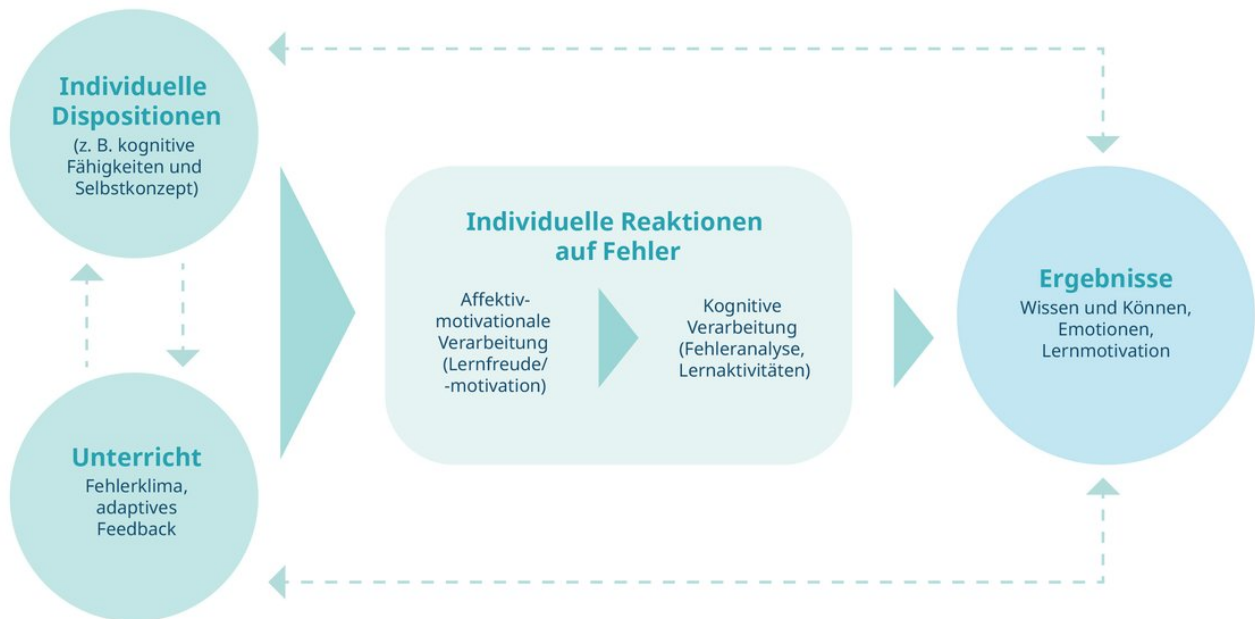 Individuelle
Dispositionen
(z. B. kognitive
Fähigkeiten und
Selbstkonzept)
Unterricht
Fehlerklima,
adaptives
Feedback
Individuelle Reaktionen
auf Fehler
Affektiv-
motivationale
Verarbeitung
(Lernfreude/
-motivation)
Kognitive
Verarbeitung
(Fehleranalyse,
Lernaktivitäten)
Ergebnisse
Wissen und Können,
Emotionen,
Lernmotivation